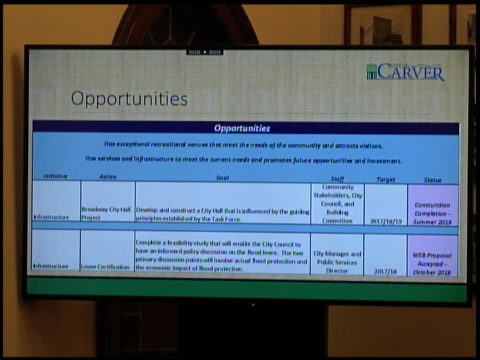 CARVER
Opportunities
Opportunities
Has exceptional recreational venues that meet the needs of the community and attracts visitors.
Has services and infrastructure to meet the current needs and promotes future opportunities and investment.
Initiative Action Goal Staff Target Status
Infrastructure
Broadway City Hall
Project
Develop and construct a City Hall that is influenced by the guiding
principles established by the Task Force.
Community
Stakeholders, City
Council, and
Building
Committee
2017/18/19
Construction
Completion -
Summer 2019
Infrastructure
Levee Certification
Complete a feasibility study that will enable the City Council to
have an informed policy discussion on the flood levee. The two
primary discussion points will involve actual flood protection and
the economic impact of flood protection.
City Manager and
Public Services
Director
2017/18
WSB Proposal
Accepted -
October 2018